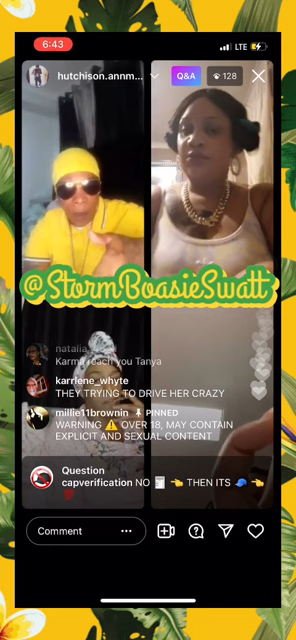 6:43
LTE
hutchison.annm...
Q&A
128
@StormBoasieSwatt
Karma reach you Tanya
karrlene_whyte
THEY TRYING TO DRIVE HER CRAZY
millie11brownin PINNED
WARNING ⚠️ OVER 18, MAY CONTAIN
EXPLICIT AND SEXUAL CONTENT
Question
capverification NO 🧾 👈 THEN ITS 🧢 👈
Comment